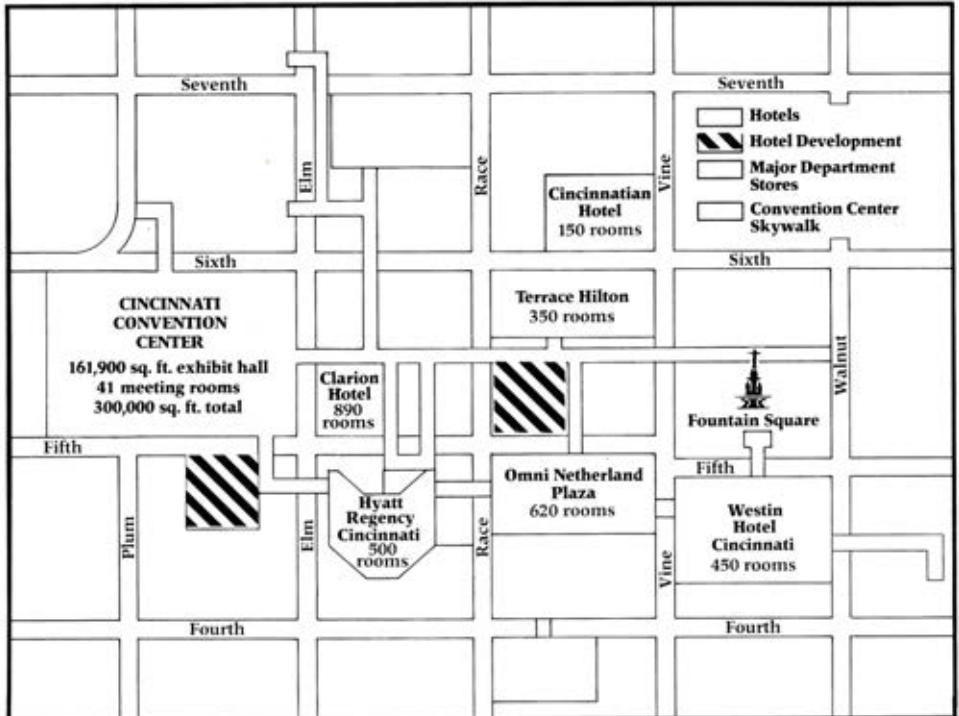 Seventh
Seventh
Hotels
Hotel Development
Major Department
Stores
Convention Center
Skywalk
Elm
Race
Vine
Cincinnatian
Hotel
150 rooms
Sixth
Sixth
CINCINNATI
CONVENTION
CENTER
161,900 sq. ft. exhibit hall
41 meeting rooms
300,000 sq. ft. total
Terrace Hilton
350 rooms
Walnut
Clarion
Hotel
890
rooms
Fountain Square
Fifth
Fifth
Omni Netherland
Plaza
620 rooms
Hyatt
Regency
Cincinnati
500
rooms
Westin
Hotel
Cincinnati
450 rooms
Plum
Elm
Race
Vine
Fourth
Fourth